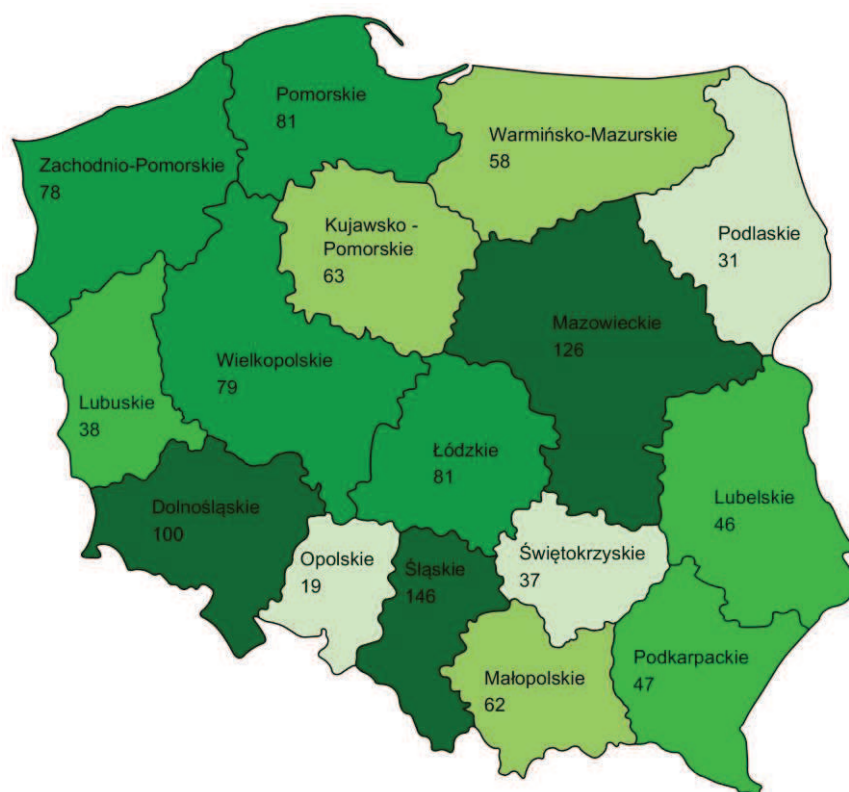 Pomorskie
81
Warmińsko-Mazurskie
58
Zachodnio-Pomorskie
78
Kujawsko -
Pomorskie
63
Podlaskie
31
Mazowieckie
126
Wielkopolskie
79
Lubuskie
38
Łódzkie
81
Lubelskie
46
Dolnośląskie
100
Opolskie
19
Śląskie
146
Świętokrzyskie
37
Małopolskie
62
Podkarpackie
47